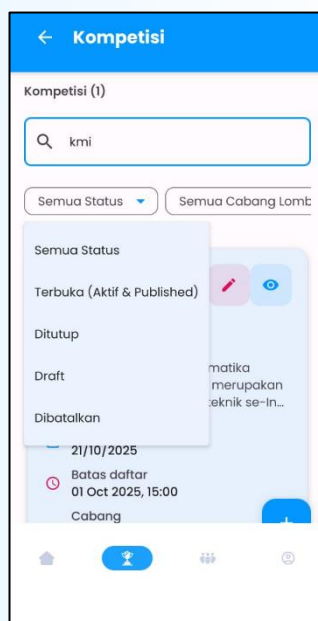 Kompetisi
Kompetisi (1)
kmi
Semua Status
Semua Cabang Lomb
Semua Status
Terbuka (Aktif & Published)
Ditutup
Draft
Dibatalkan
matika
merupakan
teknik se-In...
21/10/2025
Batas daftar
01 Oct 2025, 15:00
Cabang